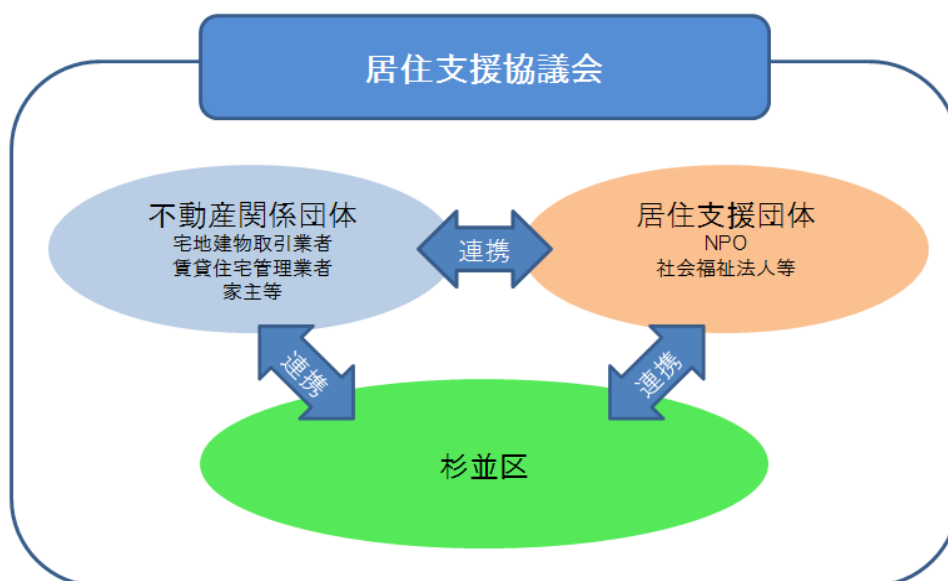 居住支援協議会
不動産関係団体
宅地建物取引業者
賃貸住宅管理業者
家主等
連携
居住支援団体
NPO
社会福祉法人等
連携
連携
杉並区